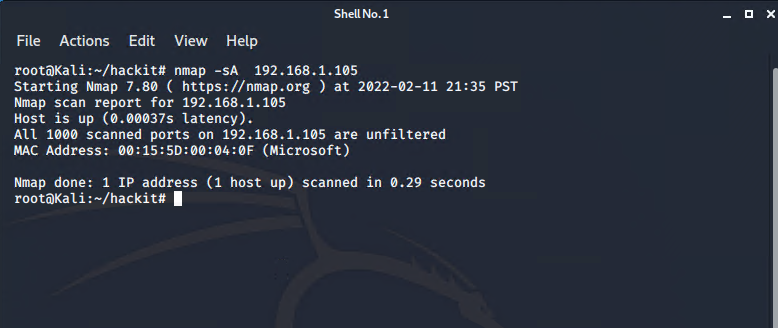 Shell No. 1
File Actions Edit View Help
root@Kali:~/hackit# nmap -sA  192.168.1.105
Starting Nmap 7.80 ( https://nmap.org ) at 2022-02-11 21:35 PST
Nmap scan report for 192.168.1.105
Host is up (0.00037s latency).
All 1000 scanned ports on 192.168.1.105 are unfiltered
MAC Address: 00:15:5D:00:04:0F (Microsoft)

Nmap done: 1 IP address (1 host up) scanned in 0.29 seconds
root@Kali:~/hackit#